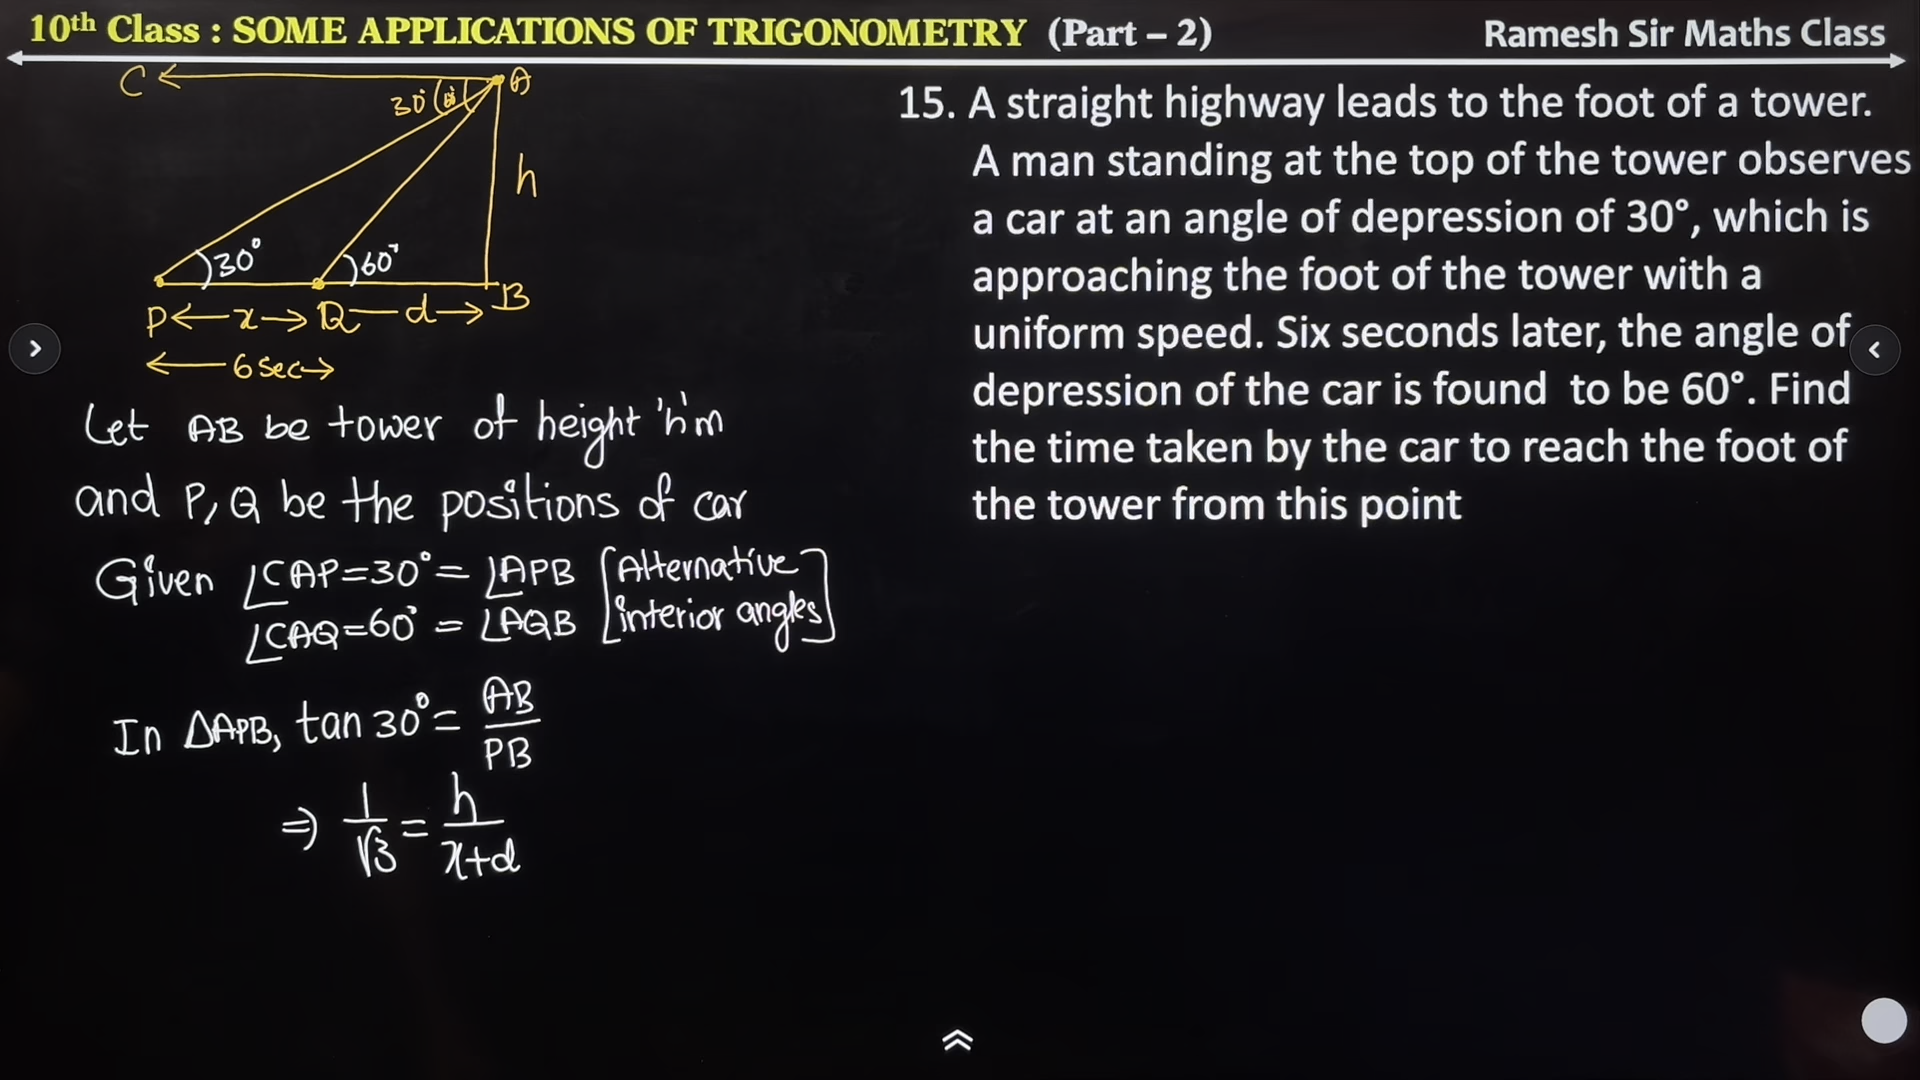 10th Class : SOME APPLICATIONS OF TRIGONOMETRY (Part – 2) Ramesh Sir Maths Class
C A
30°
60°
h
30° 60°
P x Q d B
6 sec
Let AB be tower of height 'h'm
and P, Q be the positions of car
Given ∠CAP=30°= ∠APB [Alternative
∠CAQ=60° = ∠AQB interior angles]
In ΔAPB, tan 30° = AB
PB
⇒ 1/√3 = h/x+d
15. A straight highway leads to the foot of a tower.
A man standing at the top of the tower observes
a car at an angle of depression of 30°, which is
approaching the foot of the tower with a
uniform speed. Six seconds later, the angle of
depression of the car is found to be 60°. Find
the time taken by the car to reach the foot of
the tower from this point